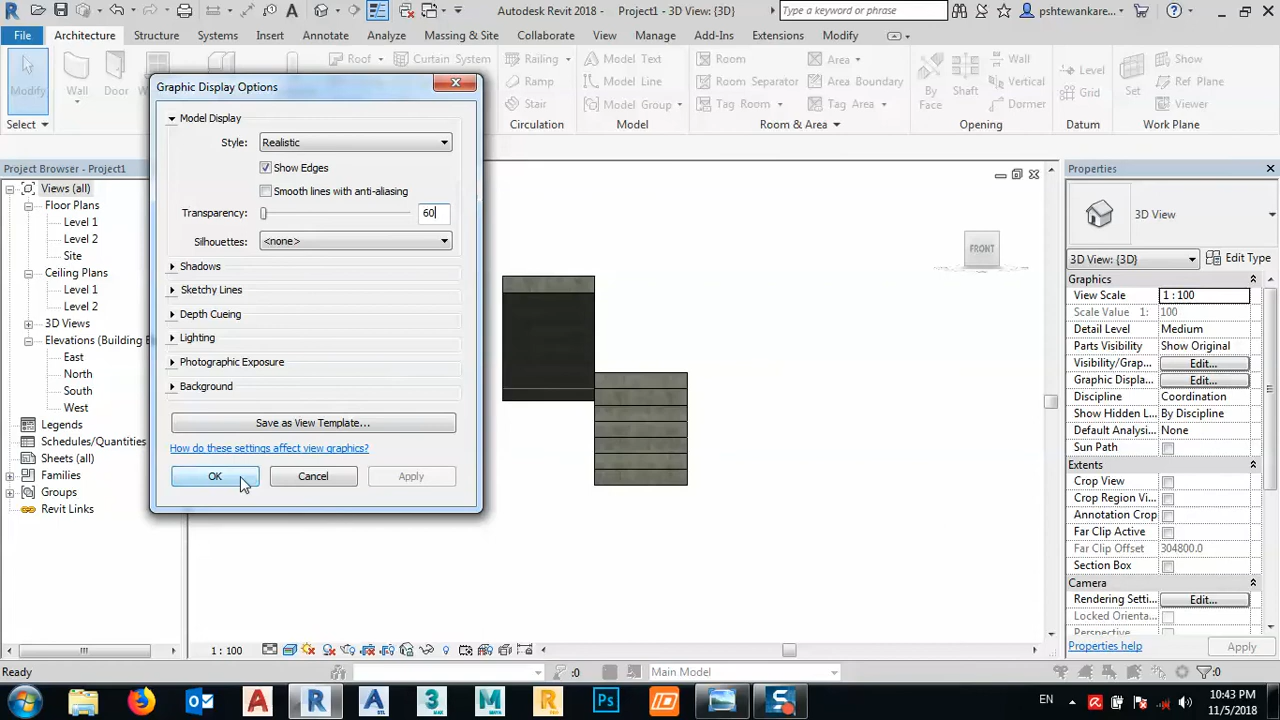 Autodesk Revit 2018 - Project1 - 3D View: {3D}
Type a keyword or phrase
pshtewankare...
File
Architecture
Structure
Systems
Insert
Annotate
Analyze
Massing & Site
Collaborate
View
Manage
Add-Ins
Extensions
Modify
Modify
Wall
Door
Roof
Curtain System
Railing
Ramp
Stair
Model Text
Model Line
Model Group
Room
Room Separator
Tag Room
Area
Area Boundary
Tag Area
By Face
Shaft
Wall
Vertical
Dormer
Level
Grid
Set
Show
Ref Plane
Viewer
Select
Circulation
Model
Room & Area
Opening
Datum
Work Plane
Graphic Display Options
Model Display
Style:
Realistic
Show Edges
Smooth lines with anti-aliasing
Transparency:
60
Silhouettes:
<none>
Shadows
Sketchy Lines
Depth Cueing
Lighting
Photographic Exposure
Background
Save as View Template...
How do these settings affect view graphics?
OK
Cancel
Apply
Project Browser - Project1
Views (all)
Floor Plans
Level 1
Level 2
Site
Ceiling Plans
Level 1
Level 2
3D Views
Elevations (Building E
East
North
South
West
Legends
Schedules/Quantities
Sheets (all)
Families
Groups
Revit Links
FRONT
Properties
3D View
3D View: {3D}
Edit Type
Graphics
View Scale
1 : 100
Scale Value 1:
100
Detail Level
Medium
Parts Visibility
Show Original
Visibility/Grap...
Edit...
Graphic Displa...
Edit...
Discipline
Coordination
Show Hidden L...
By Discipline
Default Analysi...
None
Sun Path
Extents
Crop View
Crop Region Vi...
Annotation Crop
Far Clip Active
Far Clip Offset
304800.0
Section Box
Camera
Rendering Setti...
Edit...
Locked Orienta...
Perspective
Properties help
Apply
1 : 100
Ready
:0
Main Model
:0
EN
10:43 PM
11/5/2018